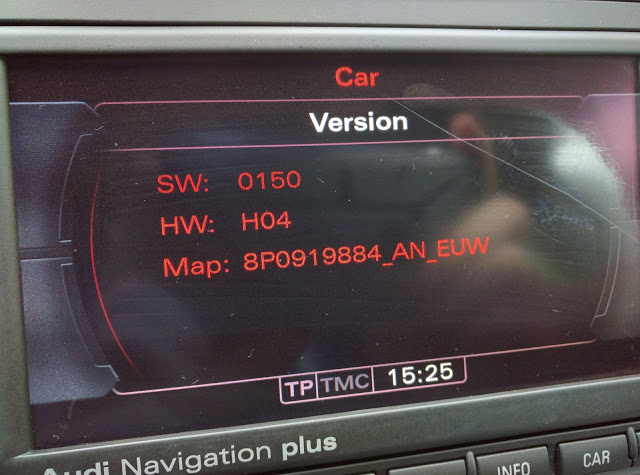 Car
Version
SW: 0150
HW: H04
Map: 8P0919884_AN_EUW
TP TMC 15:25
Audi Navigation plus
INFO CAR